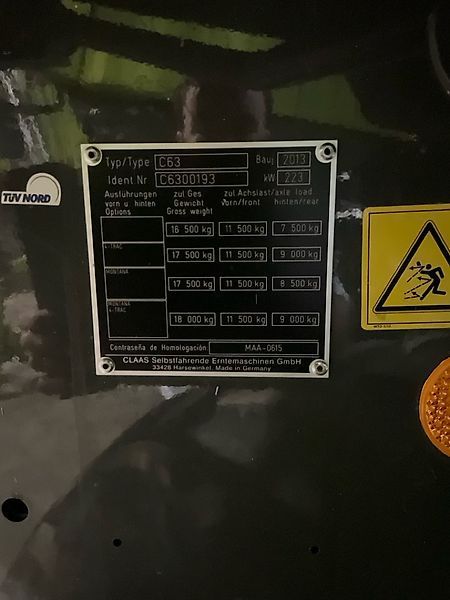 Typ/Type C63 Bauj. 2013
Ident.Nr C6300193 kW 223
Ausführungen vorn u. hinten Options
zul Ges Gewicht Gross weight
zul.Achslast/axle load vorn/front hinten/rear
16 500 kg 11 500 kg 7 500 kg
4-TRAC 17 500 kg 11 500 kg 9 000 kg
MONTANA 17 500 kg 11 500 kg 8 500 kg
MONTANA 4-TRAC 18 000 kg 11 500 kg 9 000 kg
Contraseña de Homologación: MAA-0615
CLAAS Selbstfahrende Erntemaschinen GmbH
33428 Harsewinkel, Made in Germany
TÜV NORD